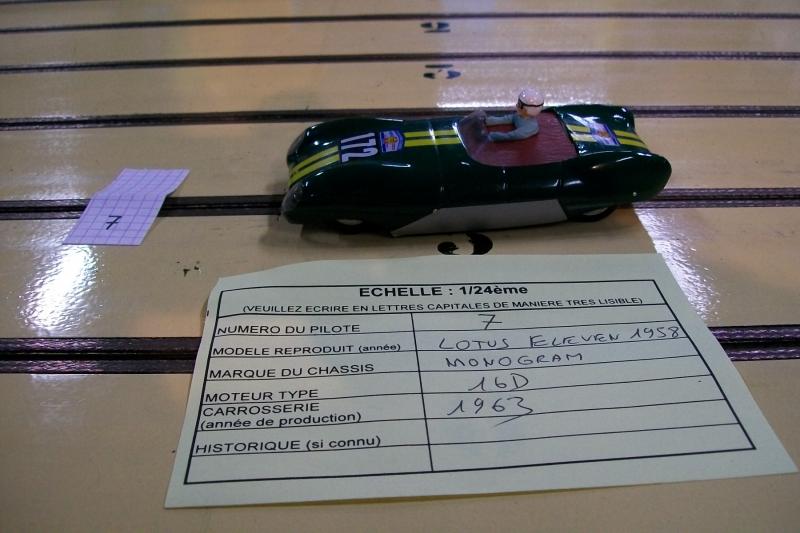 172
7
ECHELLE : 1/24ème
(VEUILLEZ ECRIRE EN LETTRES CAPITALES DE MANIERE TRES LISIBLE)
NUMERO DU PILOTE 7
MODELE REPRODUIT (année) LOTUS ELEVEN 1958
MARQUE DU CHASSIS MONOGRAM
MOTEUR TYPE 16D
CARROSSERIE
(année de production) 1963
HISTORIQUE (si connu)